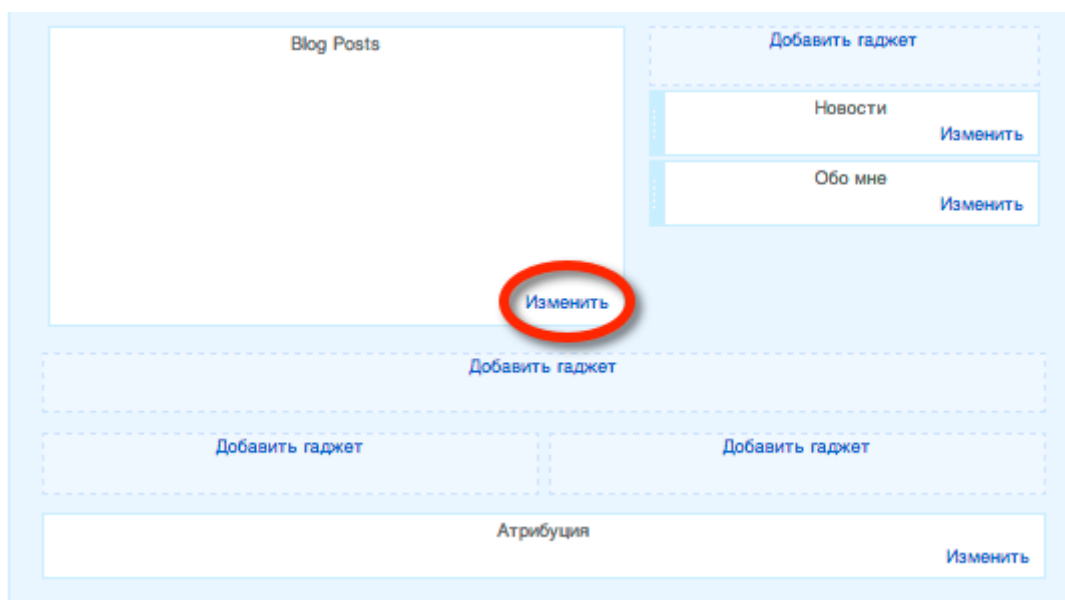 Blog Posts
Изменить
Добавить гаджет
Новости
Изменить
Обо мне
Изменить
Добавить гаджет
Добавить гаджет
Добавить гаджет
Атрибуция
Изменить